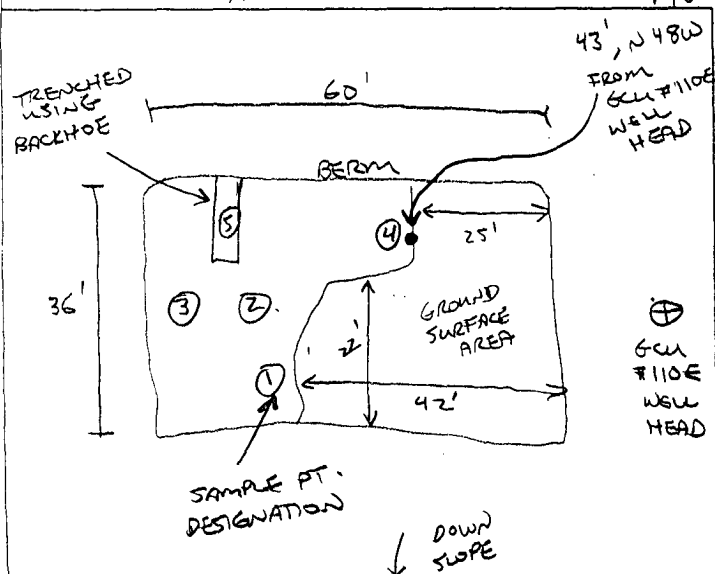 43', N 48W
FROM
GCU #110E
WELL
HEAD
60'
TRENCHED
USING
BACKHOE
BERM
5
4
25'
36'
3
2
GROUND
SURFACE
AREA
22'
GCU
#110E
WELL
HEAD
1
42'
SAMPLE PT.
DESIGNATION
DOWN
SLOPE